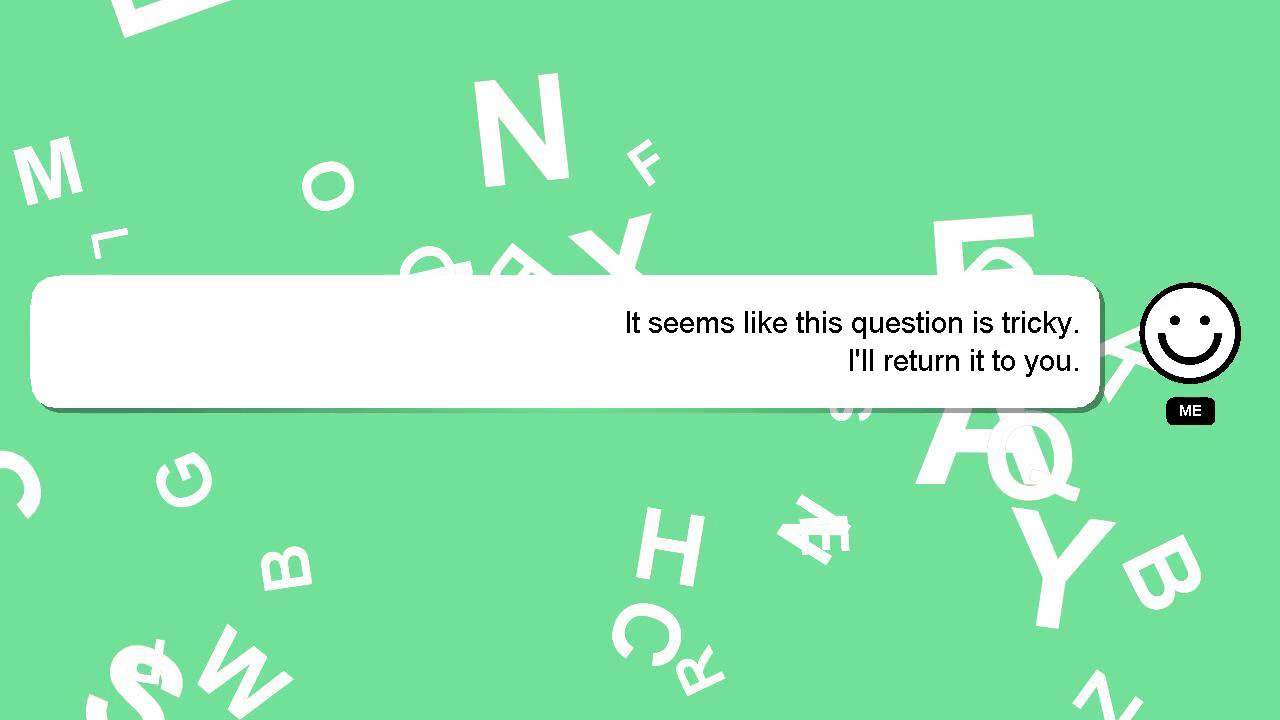 It seems like this question is tricky.
I'll return it to you.
ME